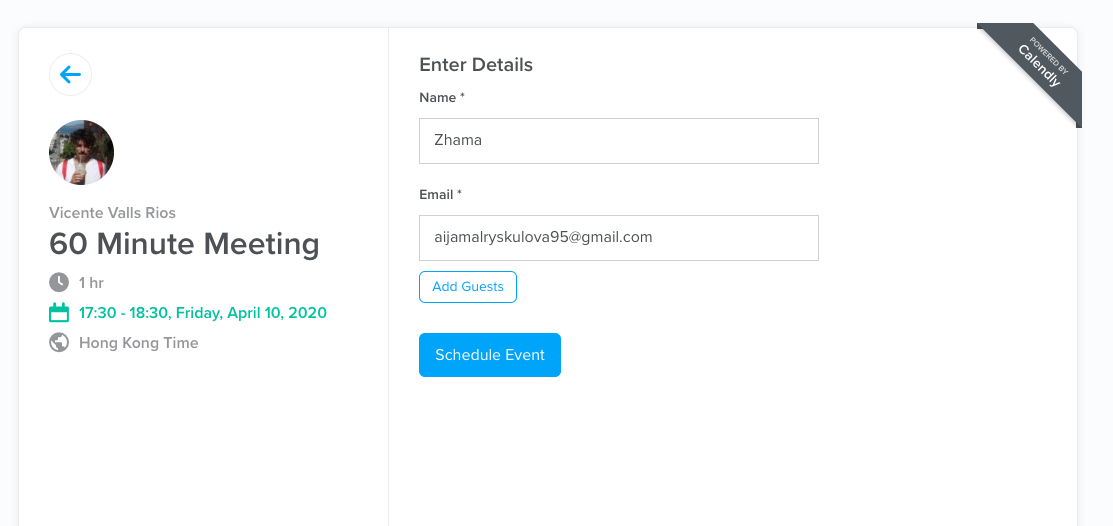 POWERED BY
Calendly
Vicente Valls Rios
60 Minute Meeting
1 hr
17:30 - 18:30, Friday, April 10, 2020
Hong Kong Time
Enter Details
Name *
Zhama
Email *
aijamalryskulova95@gmail.com
Add Guests
Schedule Event